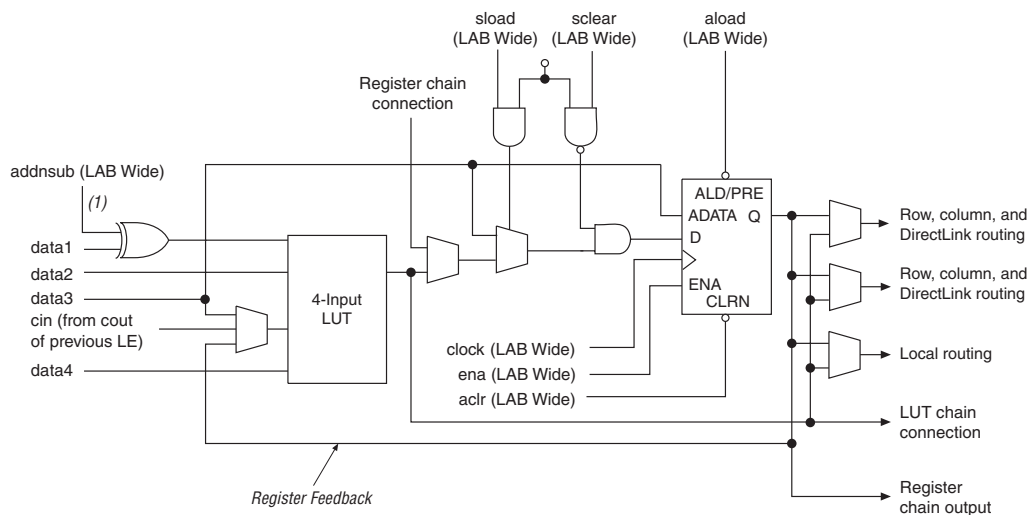 sload
(LAB Wide)
sclear
(LAB Wide)
aload
(LAB Wide)
Register chain
connection
addnsub (LAB Wide)
(1)
data1
data2
data3
cin (from cout
of previous LE)
data4
4-Input
LUT
ALD/PRE
ADATA Q
D
ENA
CLRN
clock (LAB Wide)
ena (LAB Wide)
aclr (LAB Wide)
Row, column, and
DirectLink routing
Row, column, and
DirectLink routing
Local routing
LUT chain
connection
Register
chain output
Register Feedback